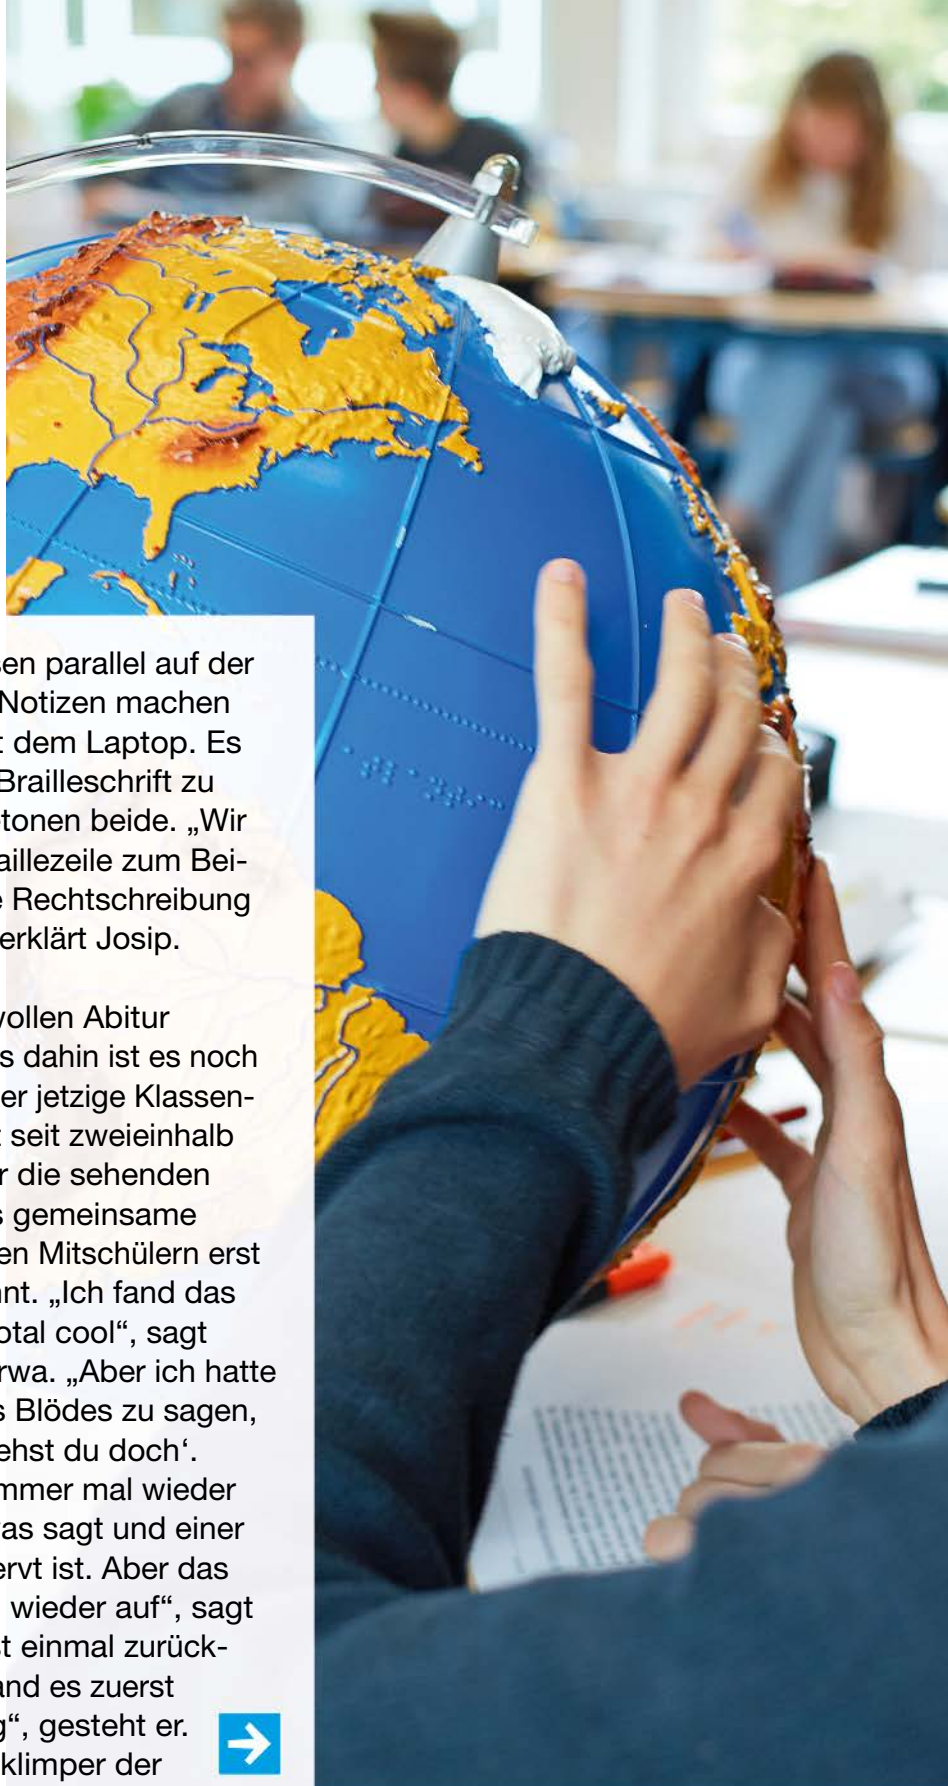 en parallel auf der
Notizen machen
dem Laptop. Es
Brailleschrift zu
tonen beide. „Wir
aillezeile zum Bei-
Rechtschreibung
erklärt Josip.
vollen Abitur
s dahin ist es noch
er jetzige Klassen-
t seit zweieinhalb
r die sehenden
s gemeinsame
en Mitschülern erst
nnt. „Ich fand das
otal cool“, sagt
rwa. „Aber ich hatte
s Blödes zu sagen,
ehst du doch‘.
mmer mal wieder
as sagt und einer
ervt ist. Aber das
wieder auf“, sagt
st einmal zurück-
and es zuerst
g“, gesteht er.
klimper der